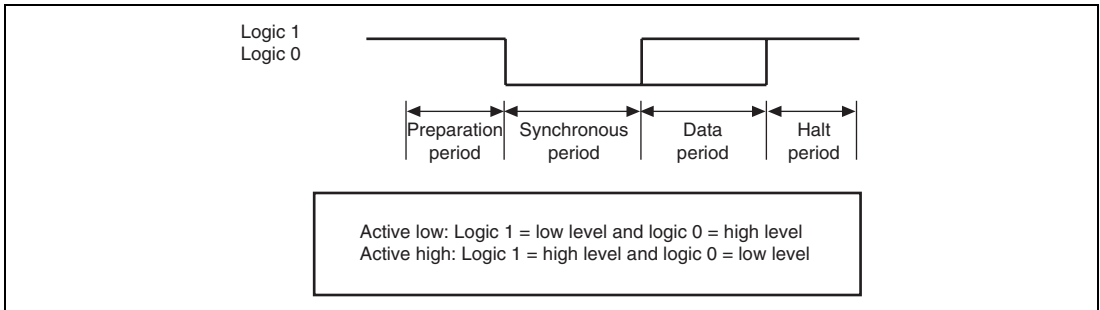 Logic 1
Logic 0
Preparation period
Synchronous period
Data period
Halt period
Active low: Logic 1 = low level and logic 0 = high level
Active high: Logic 1 = high level and logic 0 = low level